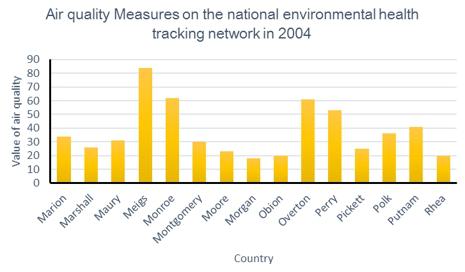 Air quality Measures on the national environmental health
tracking network in 2004
Value of air quality
90
80
70
60
50
40
30
20
10
0
Marion
Marshall
Maury
Meigs
Monroe
Montgomery
Moore
Morgan
Obion
Overton
Perry
Pickett
Polk
Putnam
Rhea
Country